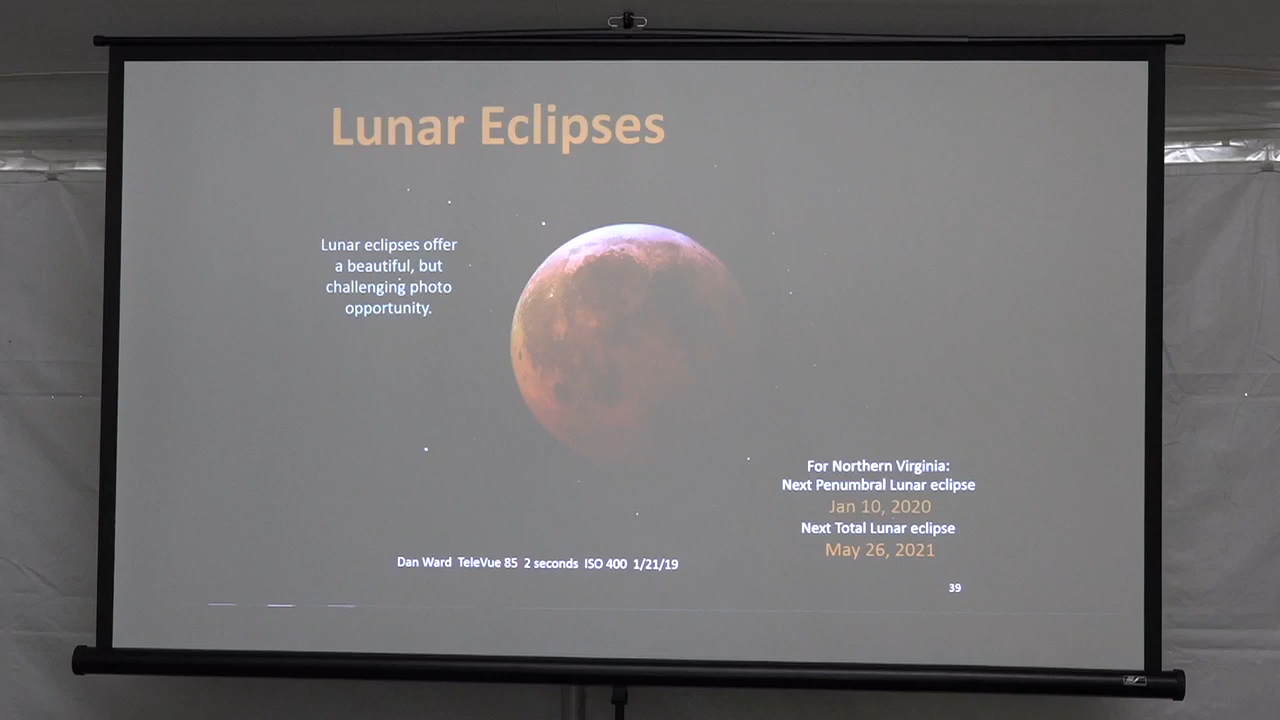 Lunar Eclipses
Lunar eclipses offer
a beautiful, but
challenging photo
opportunity.
For Northern Virginia:
Next Penumbral Lunar eclipse
Jan 10, 2020
Next Total Lunar eclipse
May 26, 2021
Dan Ward TeleVue 85 2 seconds ISO 400 1/21/19
39